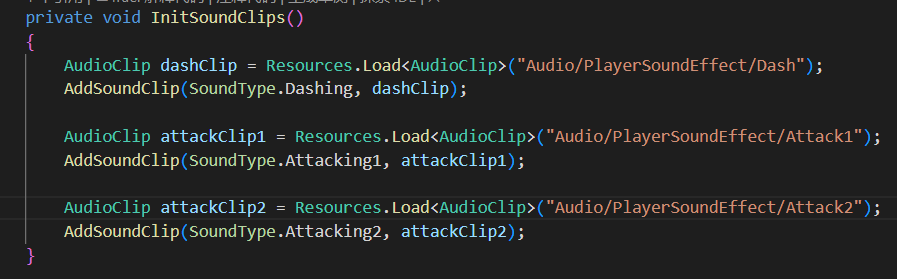 private void InitSoundClips()
{
AudioClip dashClip = Resources.Load<AudioClip>("Audio/PlayerSoundEffect/Dash");
AddSoundClip(SoundType.Dashing, dashClip);
AudioClip attackClip1 = Resources.Load<AudioClip>("Audio/PlayerSoundEffect/Attack1");
AddSoundClip(SoundType.Attacking1, attackClip1);
AudioClip attackClip2 = Resources.Load<AudioClip>("Audio/PlayerSoundEffect/Attack2");
AddSoundClip(SoundType.Attacking2, attackClip2);
}